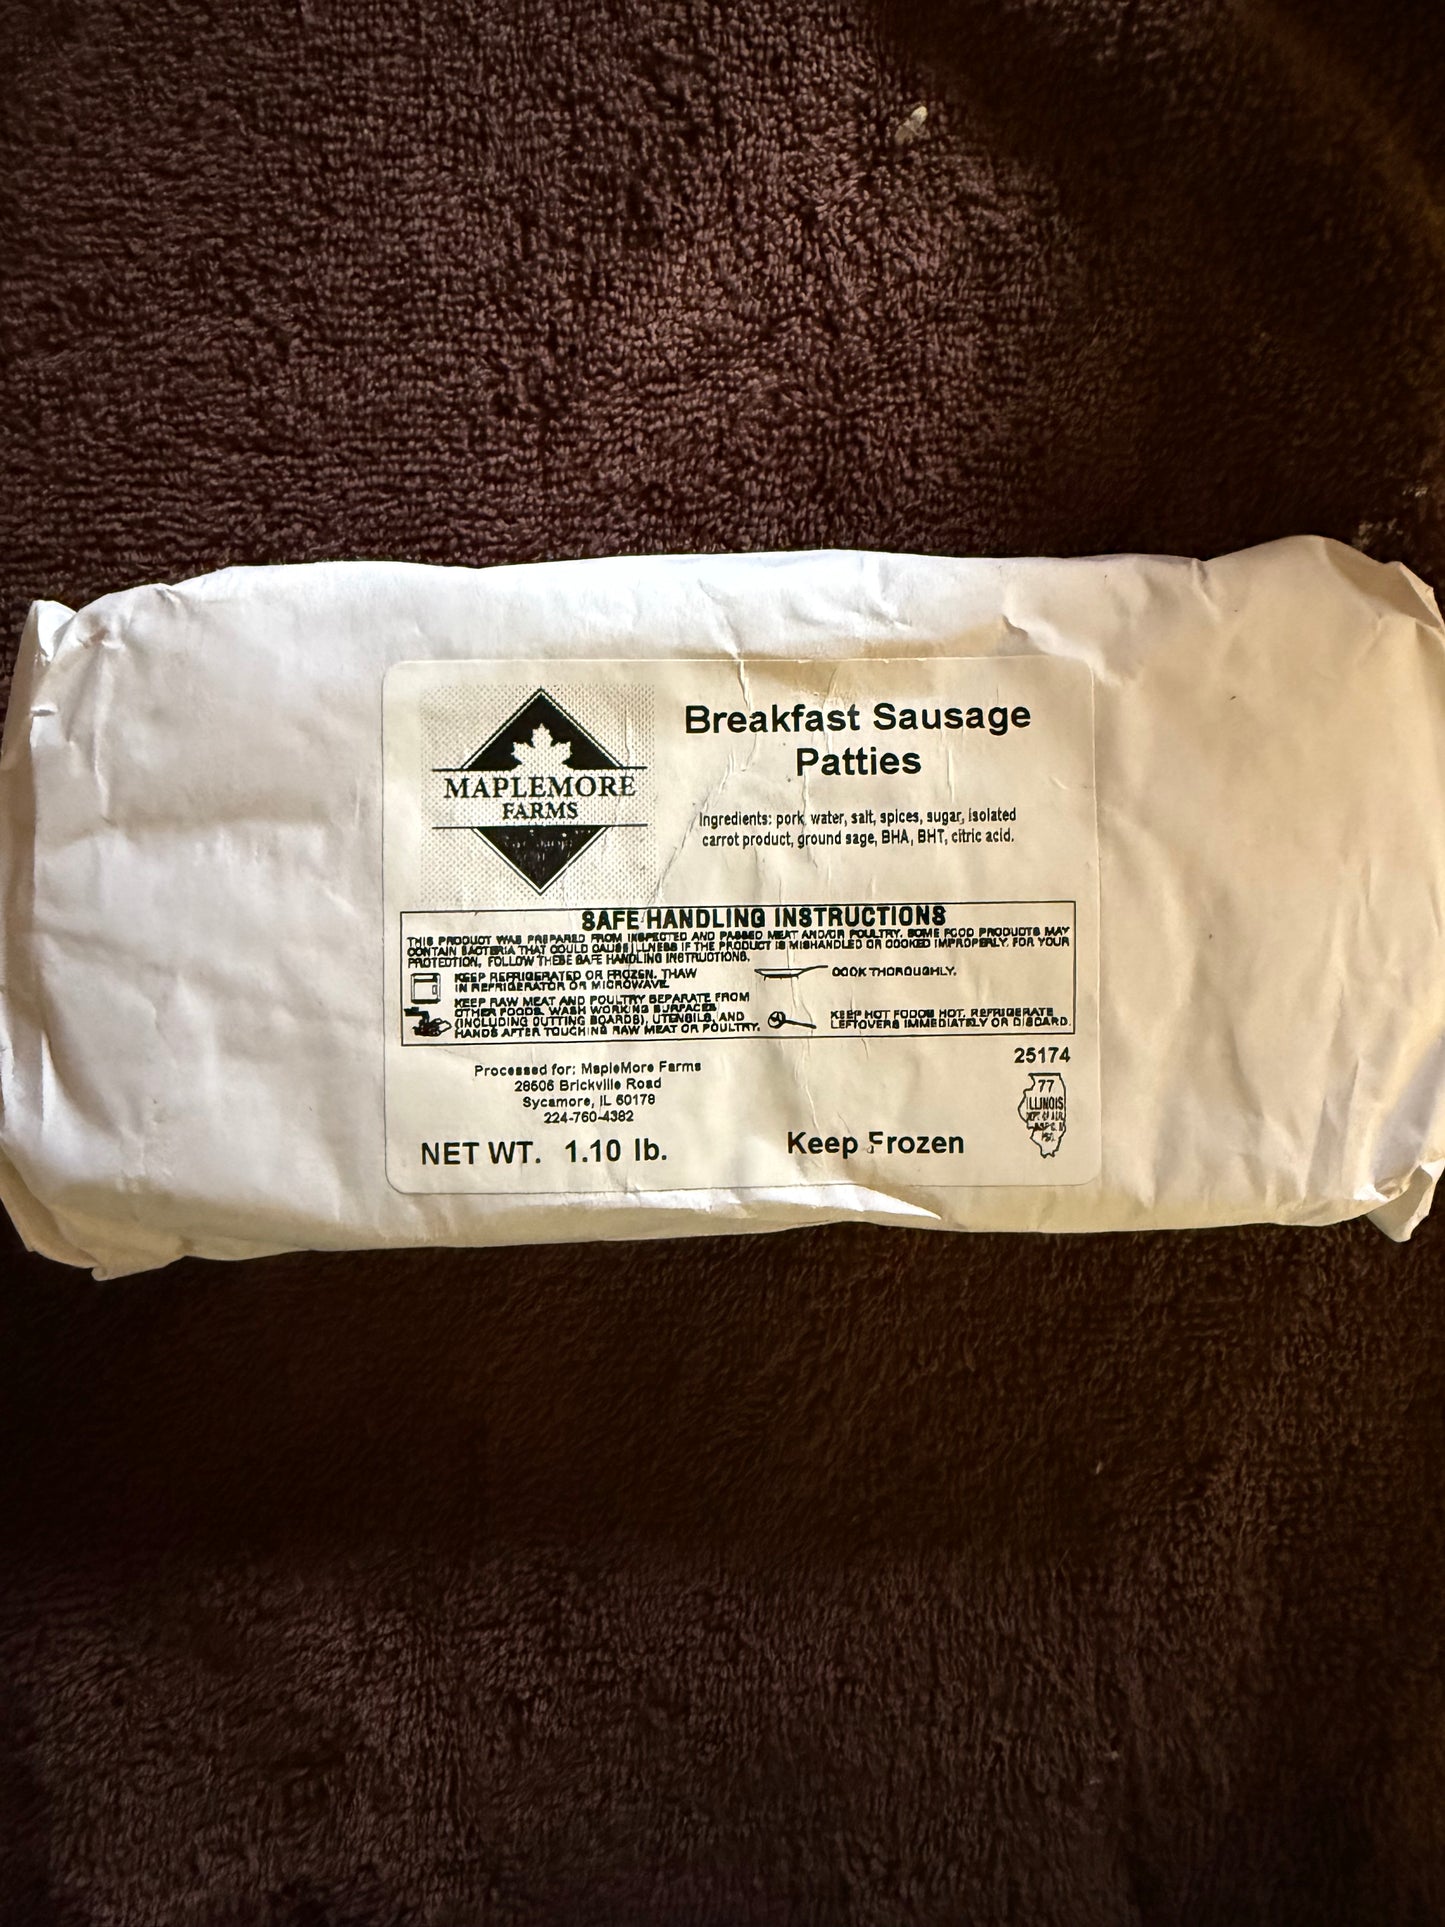 MAPLEMORE
FARMS
Breakfast Sausage
Patties
Ingredients: pork, water, salt, spices, sugar, isolated
carrot product, ground sage, BHA, BHT, citric acid.
SAFE HANDLING INSTRUCTIONS
THIS PRODUCT WAS PREPARED FROM INSPECTED AND PASSED MEAT AND/OR POULTRY. SOME FOOD PRODUCTS MAY
CONTAIN BACTERIA THAT COULD CAUSE ILLNESS IF THE PRODUCT IS MISHANDLED OR COOKED IMPROPERLY. FOR YOUR
PROTECTION, FOLLOW THESE SAFE HANDLING INSTRUCTIONS.
KEEP REFRIGERATED OR FROZEN. THAW
IN REFRIGERATOR OR MICROWAVE.
KEEP RAW MEAT AND POULTRY SEPARATE FROM
OTHER FOODS. WASH WORKING SURFACES
(INCLUDING CUTTING BOARDS), UTENSILS, AND
HANDS AFTER TOUCHING RAW MEAT OR POULTRY.
COOK THOROUGHLY.
KEEP HOT FOODS HOT. REFRIGERATE
LEFTOVERS IMMEDIATELY OR DISCARD.
Processed for: MapleMore Farms
28506 Brickville Road
Sycamore, IL 60178
224-760-4382
NET WT. 1.10 lb.
Keep Frozen
25174
77
ILLINOIS